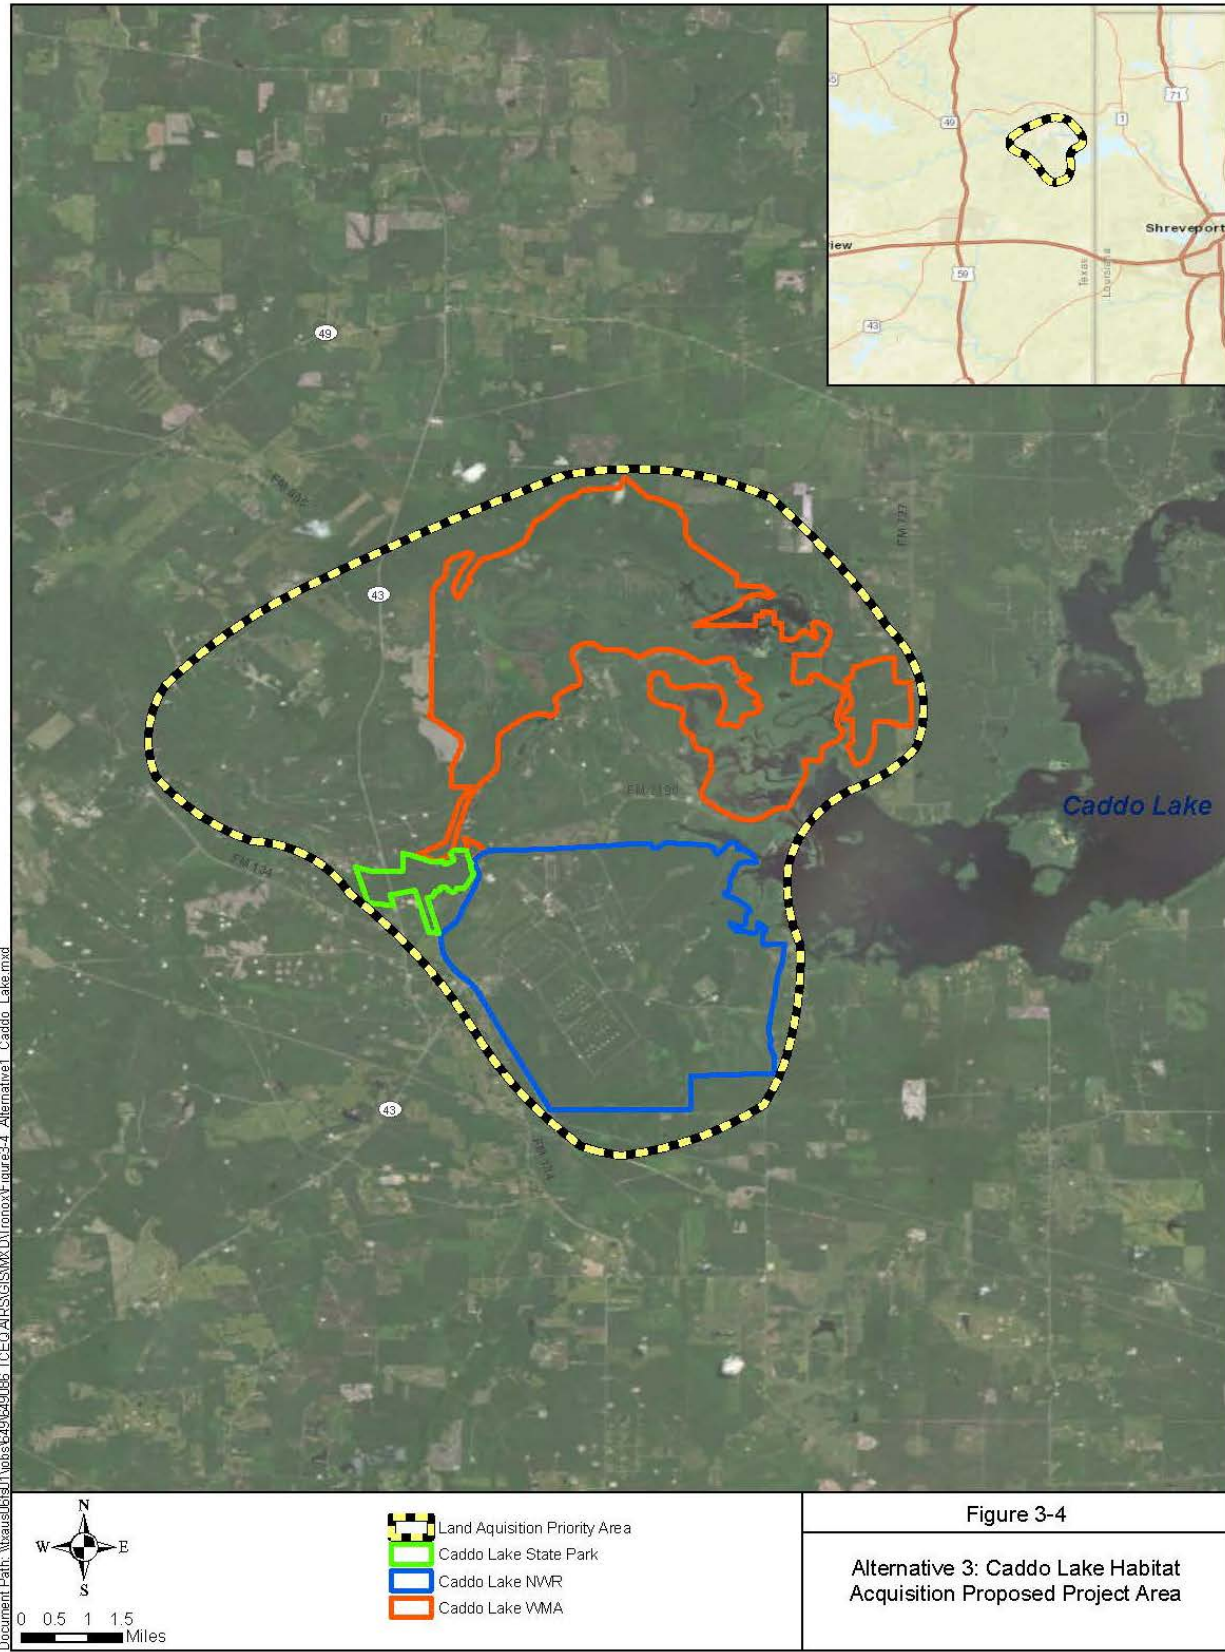 49
71
1
Shreveport
iew
59
Texas
Louisiana
43
49
FM 727
43
FM 2198
Caddo Lake
FM 134
43
FM 134
N
W
E
S
0 0.5 1 1.5
Miles
Land Aquisition Priority Area
Caddo Lake State Park
Caddo Lake NWR
Caddo Lake WMA
Figure 3-4
Alternative 3: Caddo Lake Habitat
Acquisition Proposed Project Area